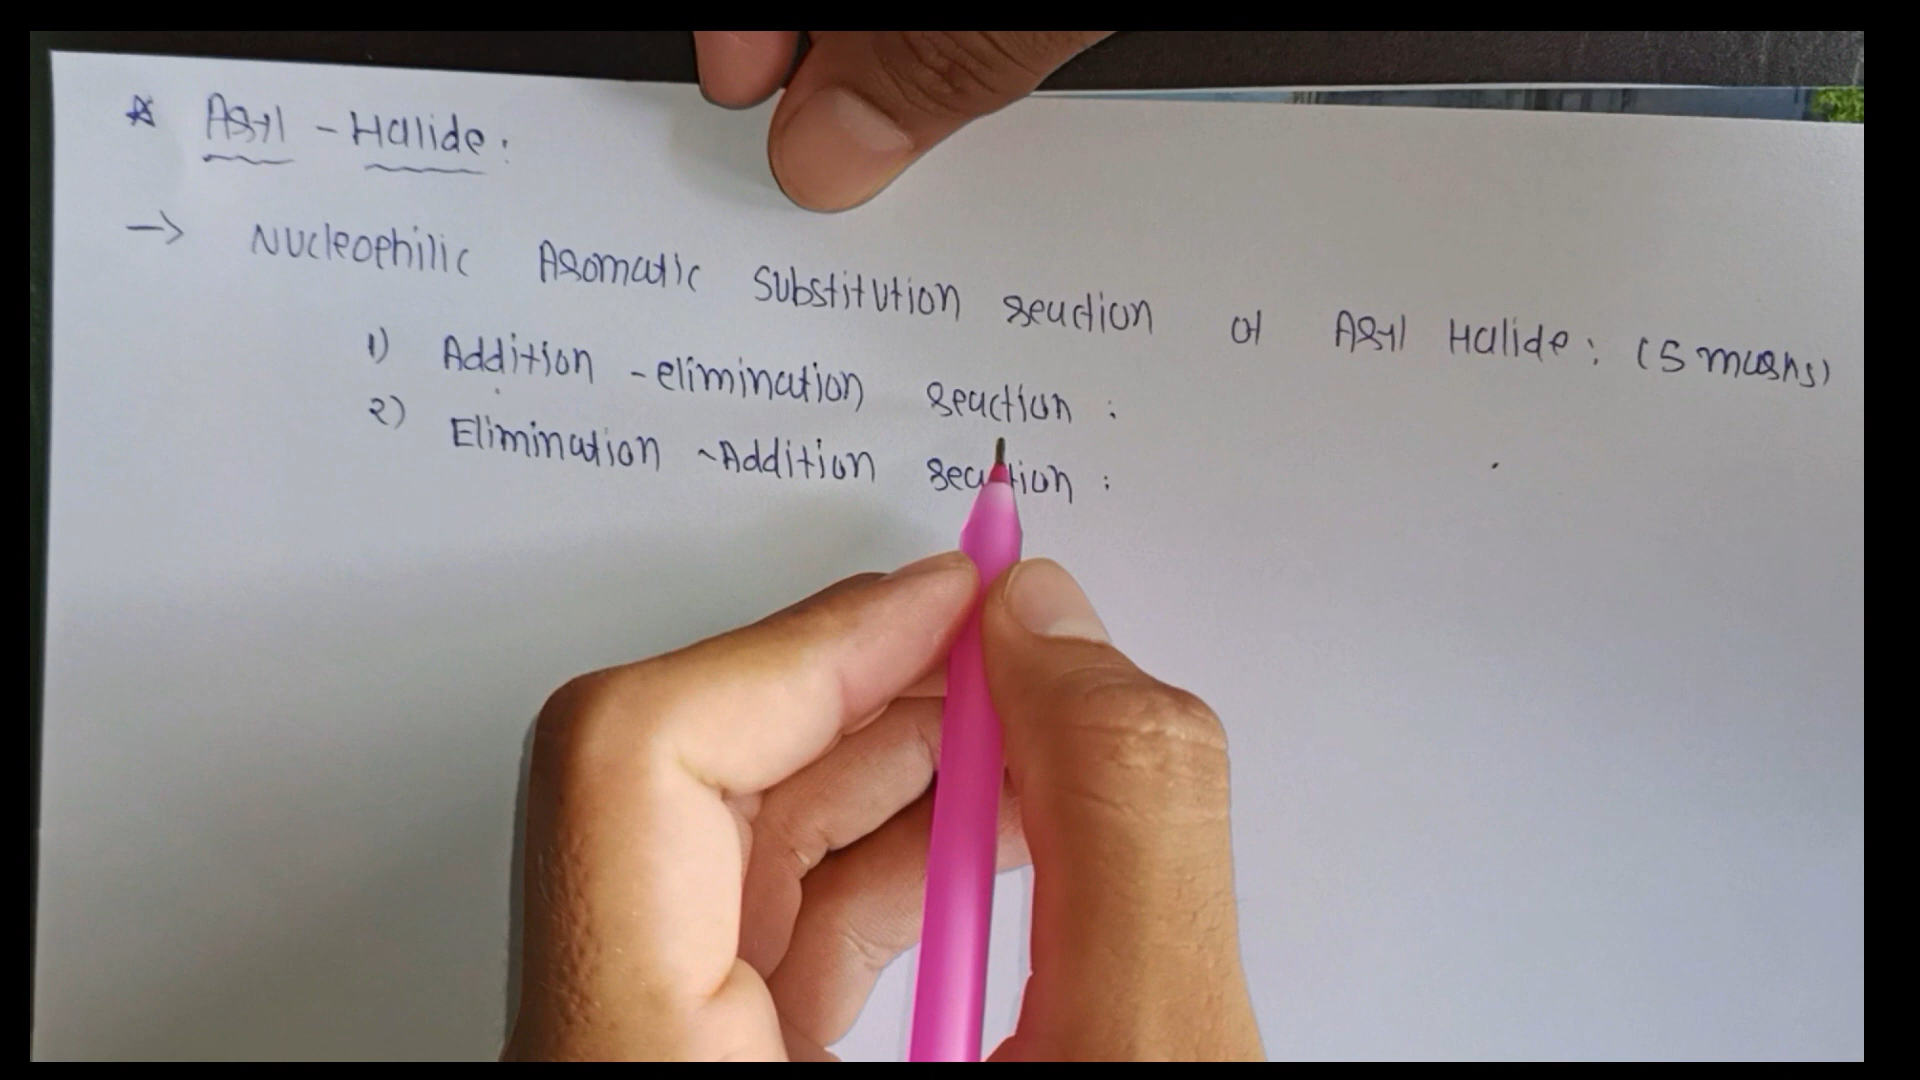 ☆ Aryl - Halide:
→ Nucleophilic Aromatic Substitution reaction of Aryl Halide: (5 marks)
1) Addition - elimination reaction:
2) Elimination - Addition reaction: